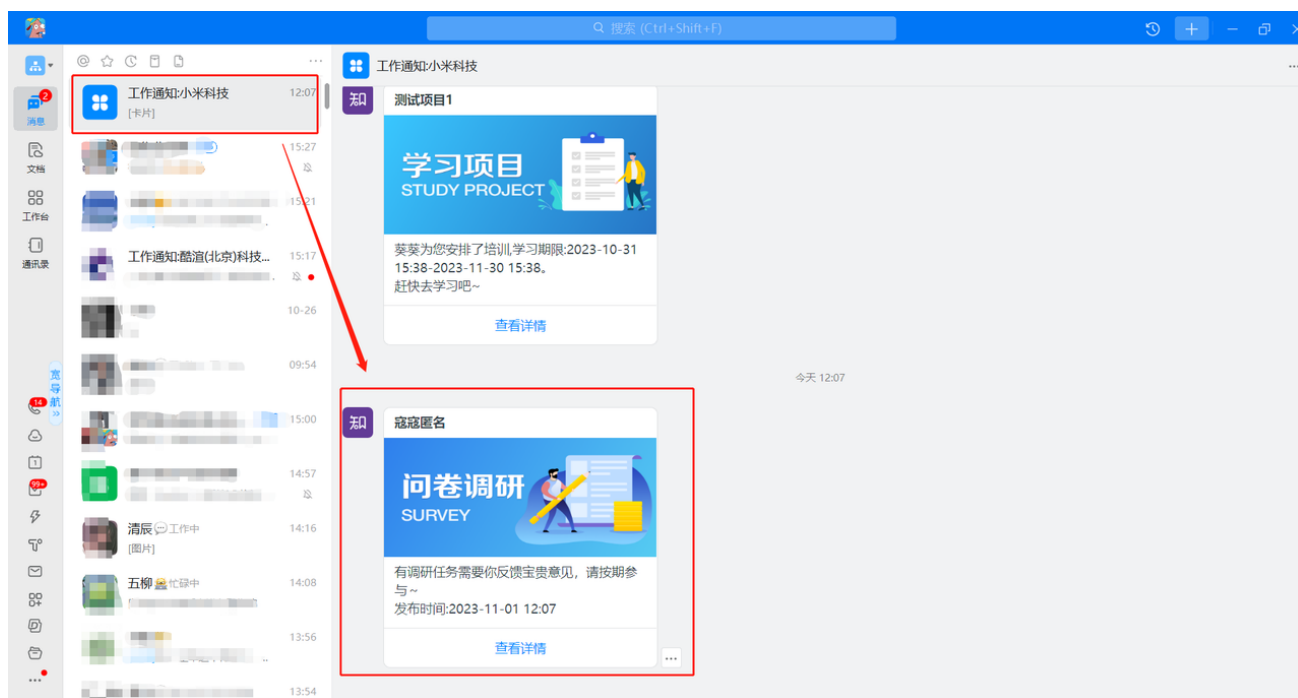 搜索 (Ctrl+Shift+F)
2
消息
文档
工作台
通讯录
宽导航
14
1
99+
工作通知:小米科技
12:07
[卡片]
15:27
15:21
工作通知:酷渲(北京)科技...
15:17
10-26
09:54
15:00
14:57
清辰
工作中
14:16
[图片]
五柳
忙碌中
14:08
13:56
13:54
工作通知:小米科技
知
测试项目1
学习项目
STUDY PROJECT
葵葵为您安排了培训,学习期限:2023-10-31
15:38-2023-11-30 15:38。
赶快去学习吧~
查看详情
今天 12:07
知
寇寇匿名
问卷调研
SURVEY
有调研任务需要你反馈宝贵意见，请按期参
与~
发布时间:2023-11-01 12:07
查看详情